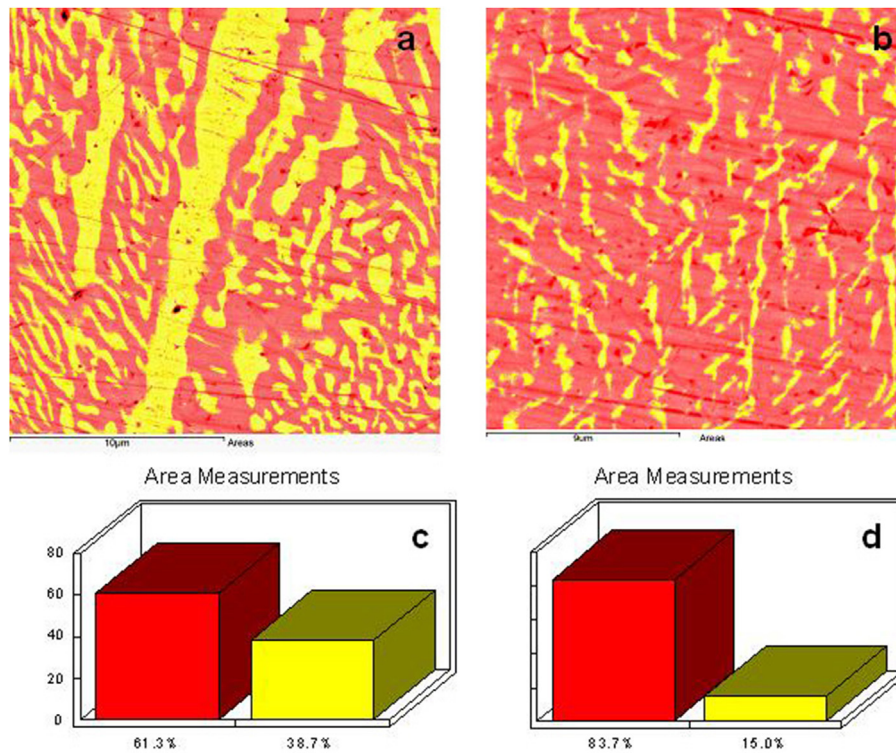 a
b
10µm Areas
9µm Areas
Area Measurements
Area Measurements
c
d
80
60
40
20
0
61.3%
38.7%
83.7%
15.0%